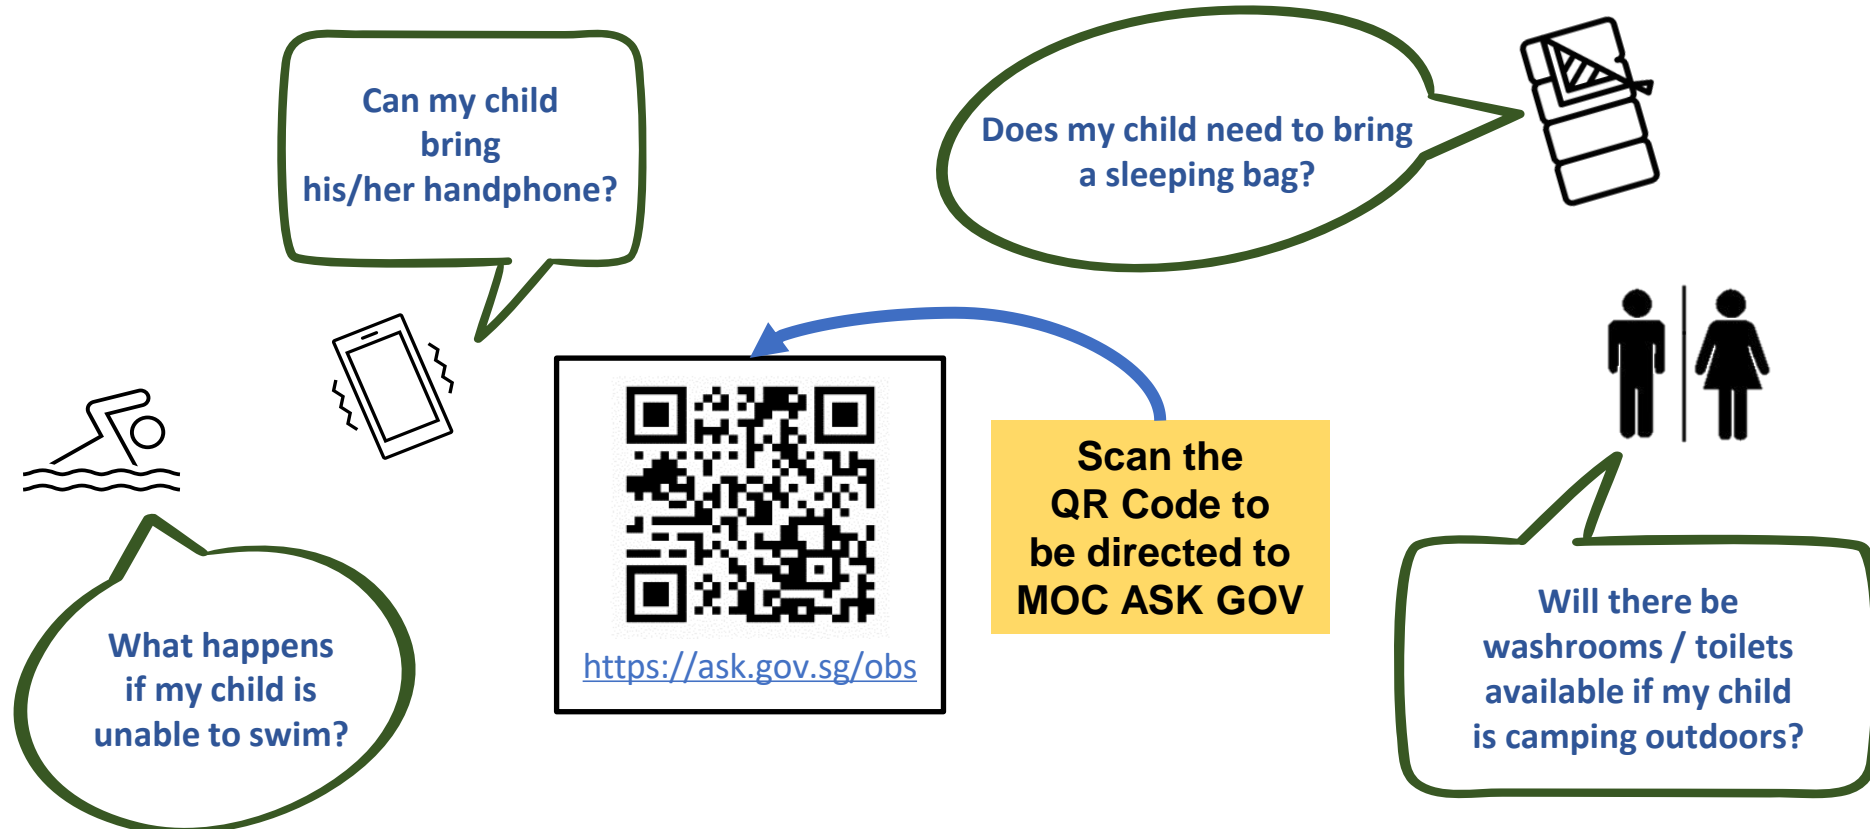 Can my child
bring
his/her handphone?
Does my child need to bring
a sleeping bag?
Scan the
QR Code to
be directed to
MOC ASK GOV
https://ask.gov.sg/obs
What happens
if my child is
unable to swim?
Will there be
washrooms / toilets
available if my child
is camping outdoors?